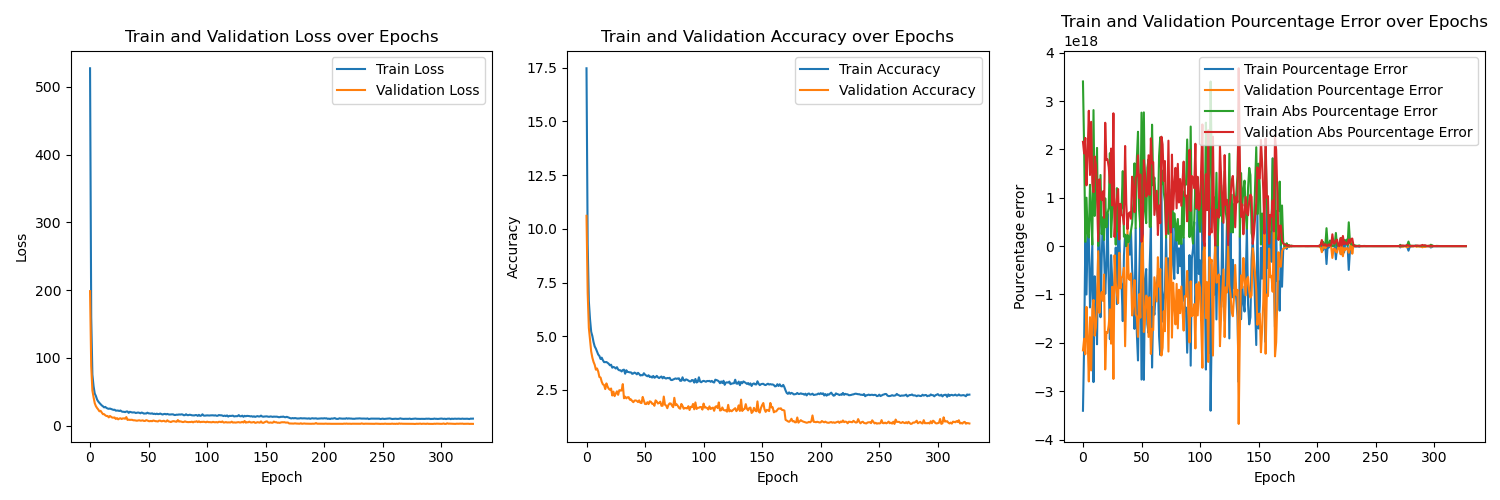 Train and Validation Loss over Epochs
Train Loss
Validation Loss
500
400
300
200
100
0
Loss
0 50 100 150 200 250 300
Epoch
Train and Validation Accuracy over Epochs
Train Accuracy
Validation Accuracy
17.5
15.0
12.5
10.0
7.5
5.0
2.5
Accuracy
0 50 100 150 200 250 300
Epoch
Train and Validation Pourcentage Error over Epochs
1e18
Train Pourcentage Error
Validation Pourcentage Error
Train Abs Pourcentage Error
Validation Abs Pourcentage Error
4
3
2
1
0
−1
−2
−3
−4
Pourcentage error
0 50 100 150 200 250 300
Epoch